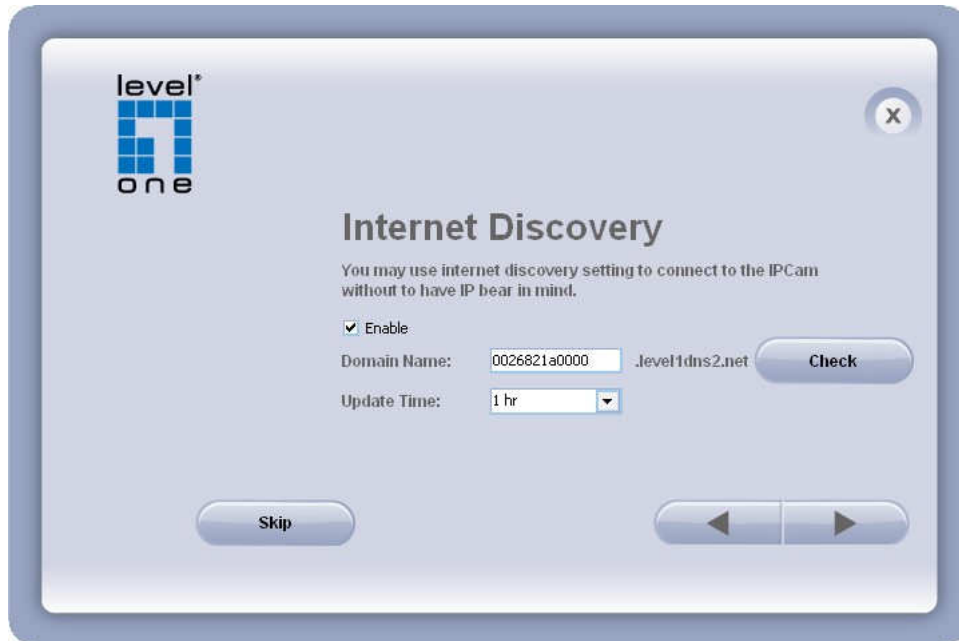 level®
one
X
Internet Discovery
You may use internet discovery setting to connect to the IPCam
without to have IP bear in mind.
Enable
Domain Name: 0026821a0000 .level1dns2.net Check
Update Time: 1 hr
Skip